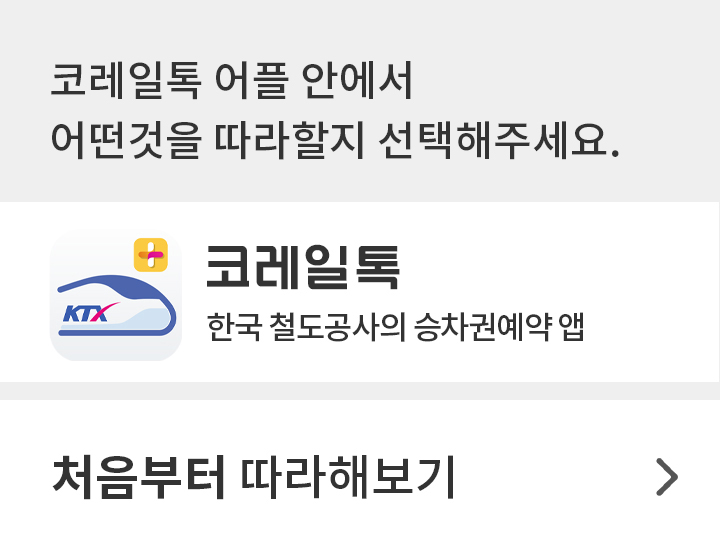 코레일톡 어플 안에서
어떤것을 따라할지 선택해주세요.
KTX
코레일톡
한국 철도공사의 승차권예약 앱
처음부터 따라해보기